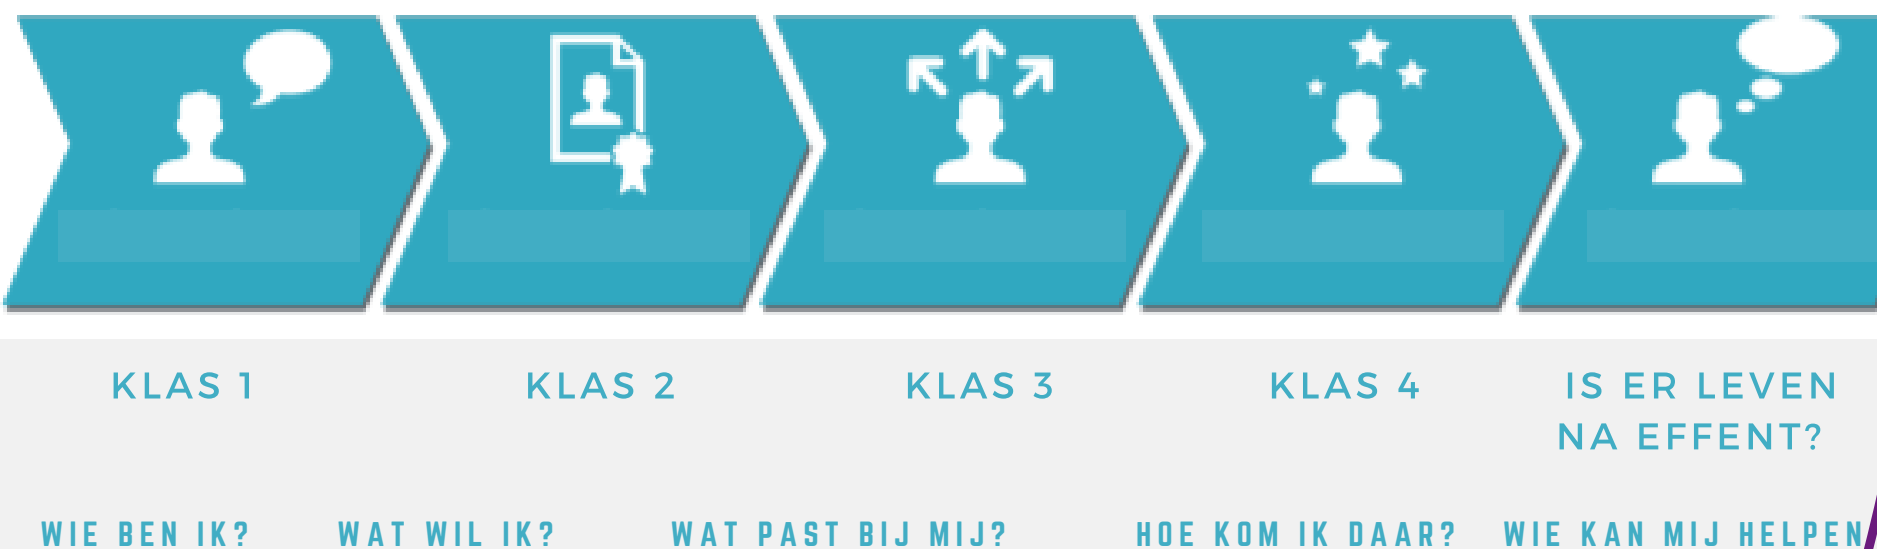 KLAS 1
KLAS 2
KLAS 3
KLAS 4
IS ER LEVEN
NA EFFENT?
WIE BEN IK?
WAT WIL IK?
WAT PAST BIJ MIJ?
HOE KOM IK DAAR?
WIE KAN MIJ HELPEN